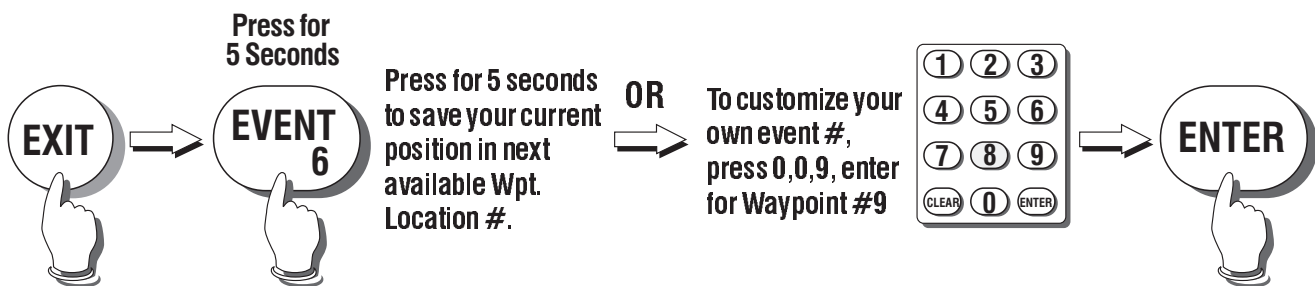 Press for
5 Seconds
EXIT
EVENT
6
Press for 5 seconds
to save your current
position in next
available Wpt.
Location #.
OR
To customize your
own event #,
press 0,0,9, enter
for Waypoint #9
1 2 3
4 5 6
7 8 9
CLEAR 0 ENTER
ENTER